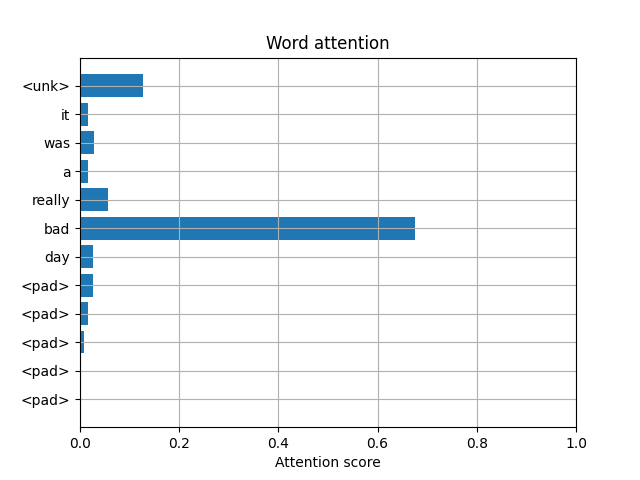 Word attention
<unk>
it
was
a
really
bad
day
<pad>
<pad>
<pad>
<pad>
<pad>
0.0 0.2 0.4 0.6 0.8 1.0
Attention score